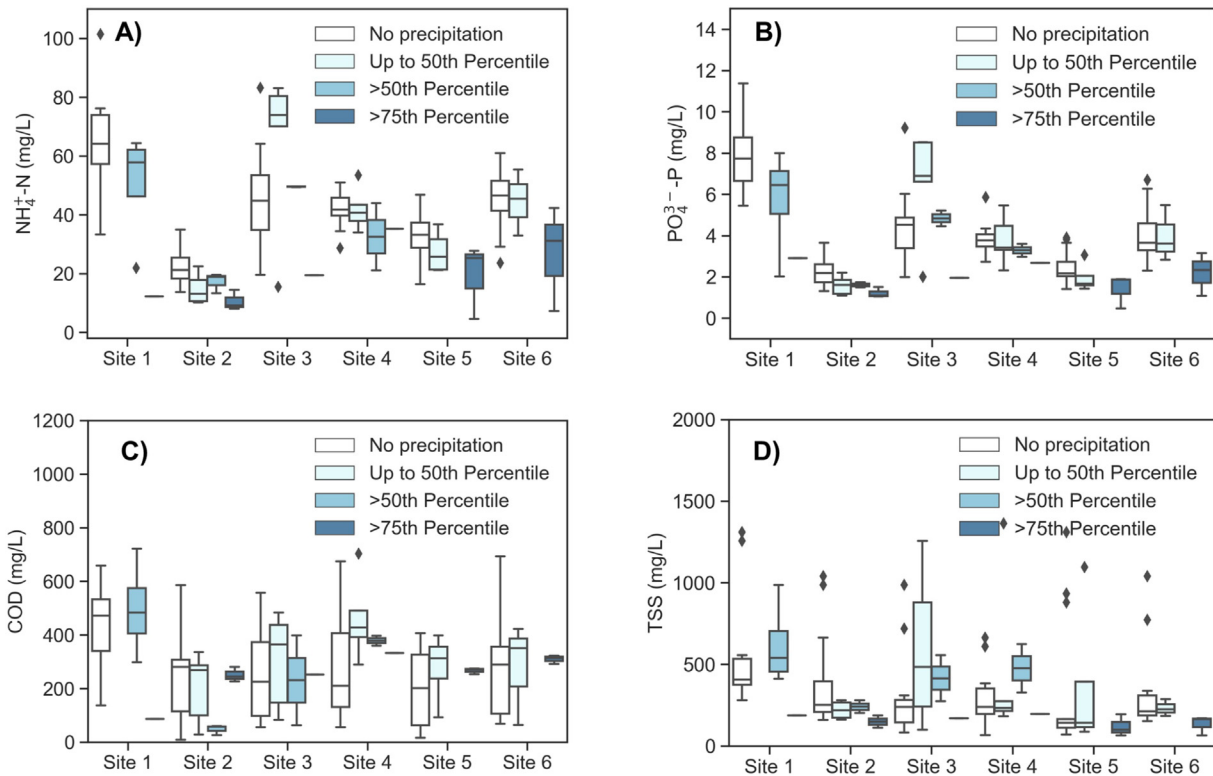 A)
No precipitation
Up to 50th Percentile
>50th Percentile
>75th Percentile
NH₄⁺-N (mg/L)
100
80
60
40
20
0
Site 1 Site 2 Site 3 Site 4 Site 5 Site 6
B)
No precipitation
Up to 50th Percentile
>50th Percentile
>75th Percentile
PO₄³⁻-P (mg/L)
14
12
10
8
6
4
2
0
Site 1 Site 2 Site 3 Site 4 Site 5 Site 6
C)
No precipitation
Up to 50th Percentile
>50th Percentile
>75th Percentile
COD (mg/L)
1200
1000
800
600
400
200
0
Site 1 Site 2 Site 3 Site 4 Site 5 Site 6
D)
No precipitation
Up to 50th Percentile
>50th Percentile
>75th Percentile
TSS (mg/L)
2000
1500
1000
500
0
Site 1 Site 2 Site 3 Site 4 Site 5 Site 6